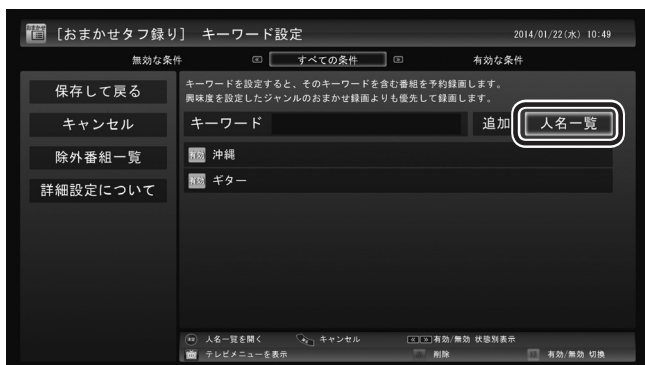 [おまかせタフ録り] キーワード設定
2014/01/22(水) 10:49
無効な条件 すべての条件 有効な条件
保存して戻る
キャンセル
除外番組一覧
詳細設定について
キーワードを設定すると、そのキーワードを含む番組を予約録画します。
興味度を設定したジャンルのおまかせ録画よりも優先して録画します。
キーワード 追加 人名一覧
有効 沖縄
有効 ギター
人名一覧を開く キャンセル 有効/無効 状態別表示
テレビメニューを表示 削除 有効/無効 切換